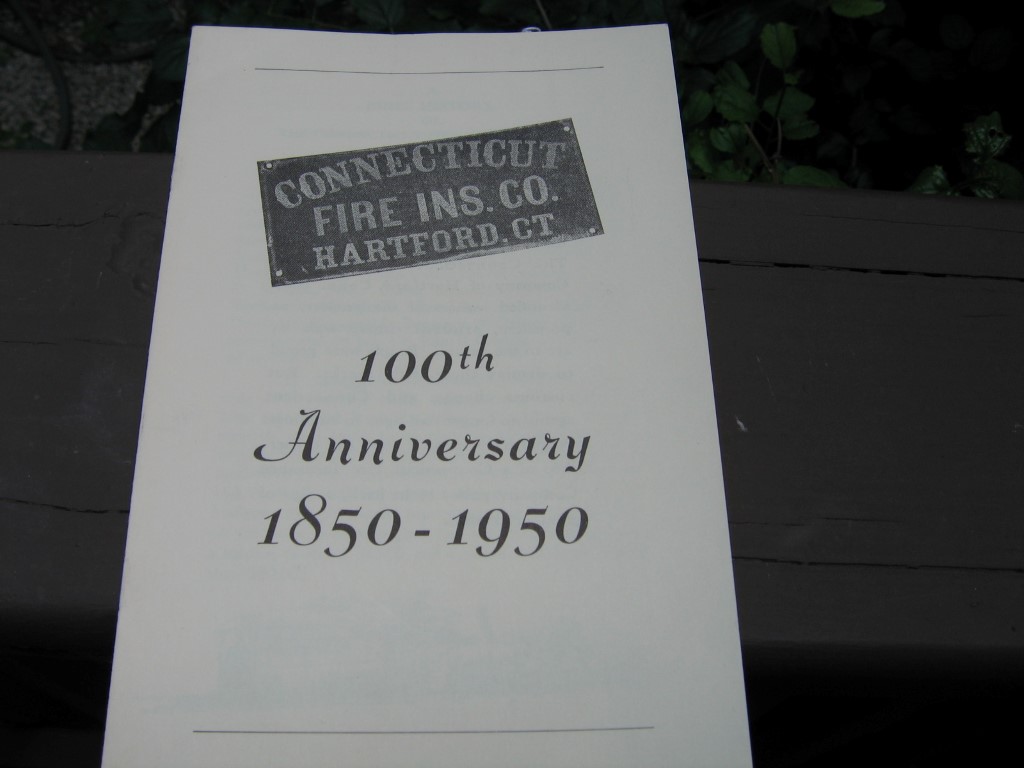 CONNECTICUT
FIRE INS. CO.
HARTFORD. CT
100th
Anniversary
1850 - 1950